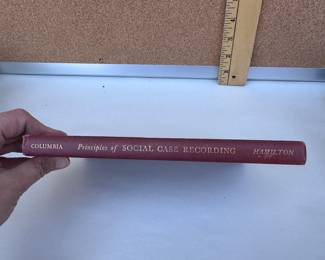 COLUMBIA Principles of SOCIAL CASE RECORDING HAMILTON